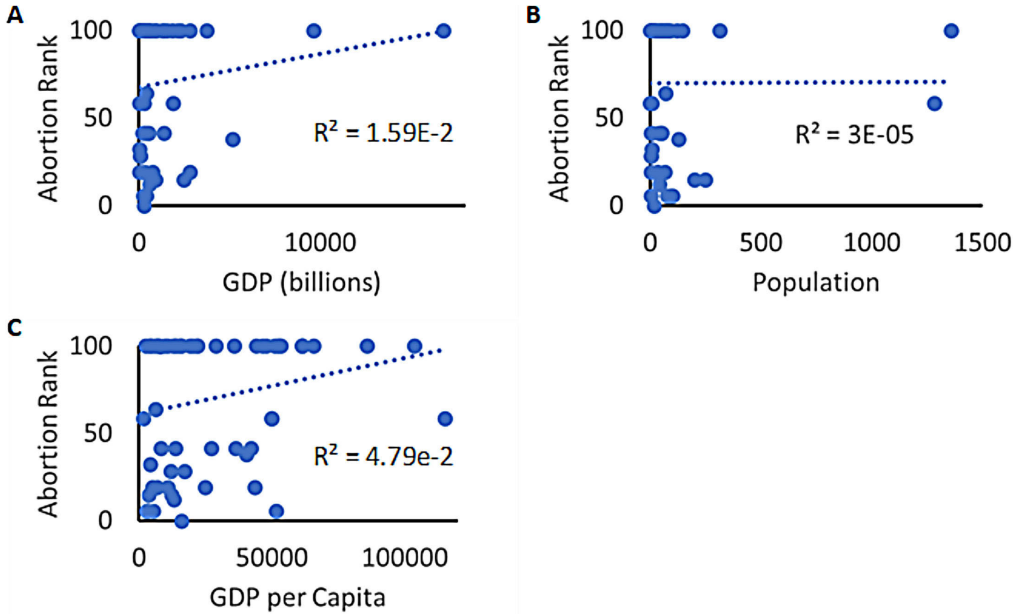 A
Abortion Rank
100
50
0
R² = 1.59E-2
0 10000
GDP (billions)
B
Abortion Rank
100
50
0
R² = 3E-05
0 500 1000 1500
Population
C
Abortion Rank
100
50
0
R² = 4.79e-2
0 50000 100000
GDP per Capita